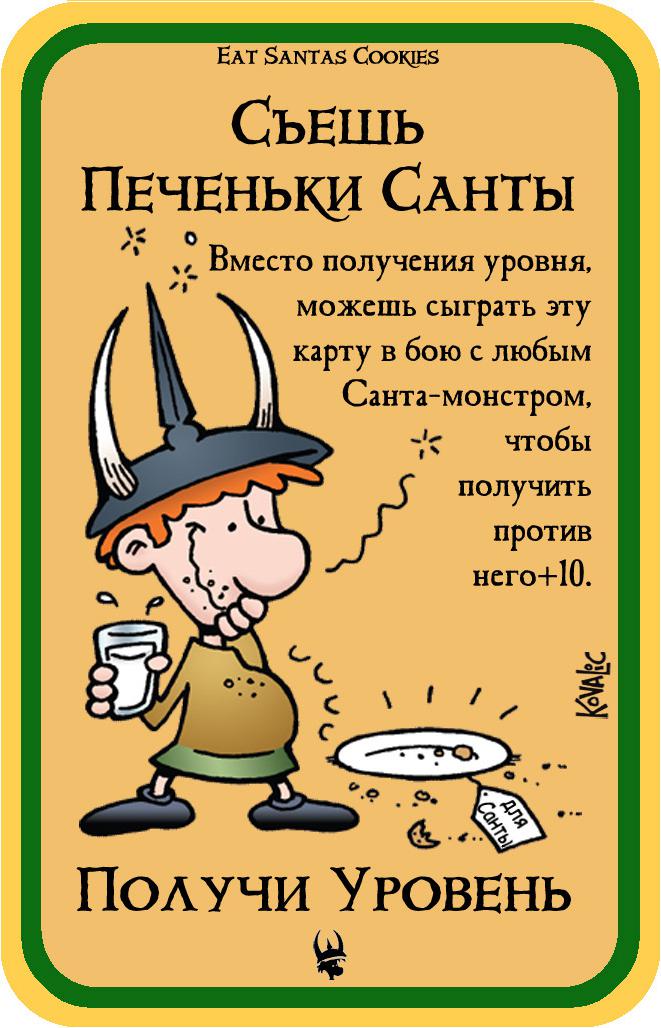 Eat Santas Cookies
Съешь
Печеньки Санты
Вместо получения уровня,
можешь сыграть эту
карту в бою с любым
Санта-монстром,
чтобы
получить
против
него+10.
Kovalic
для
Санты
Получи Уровень